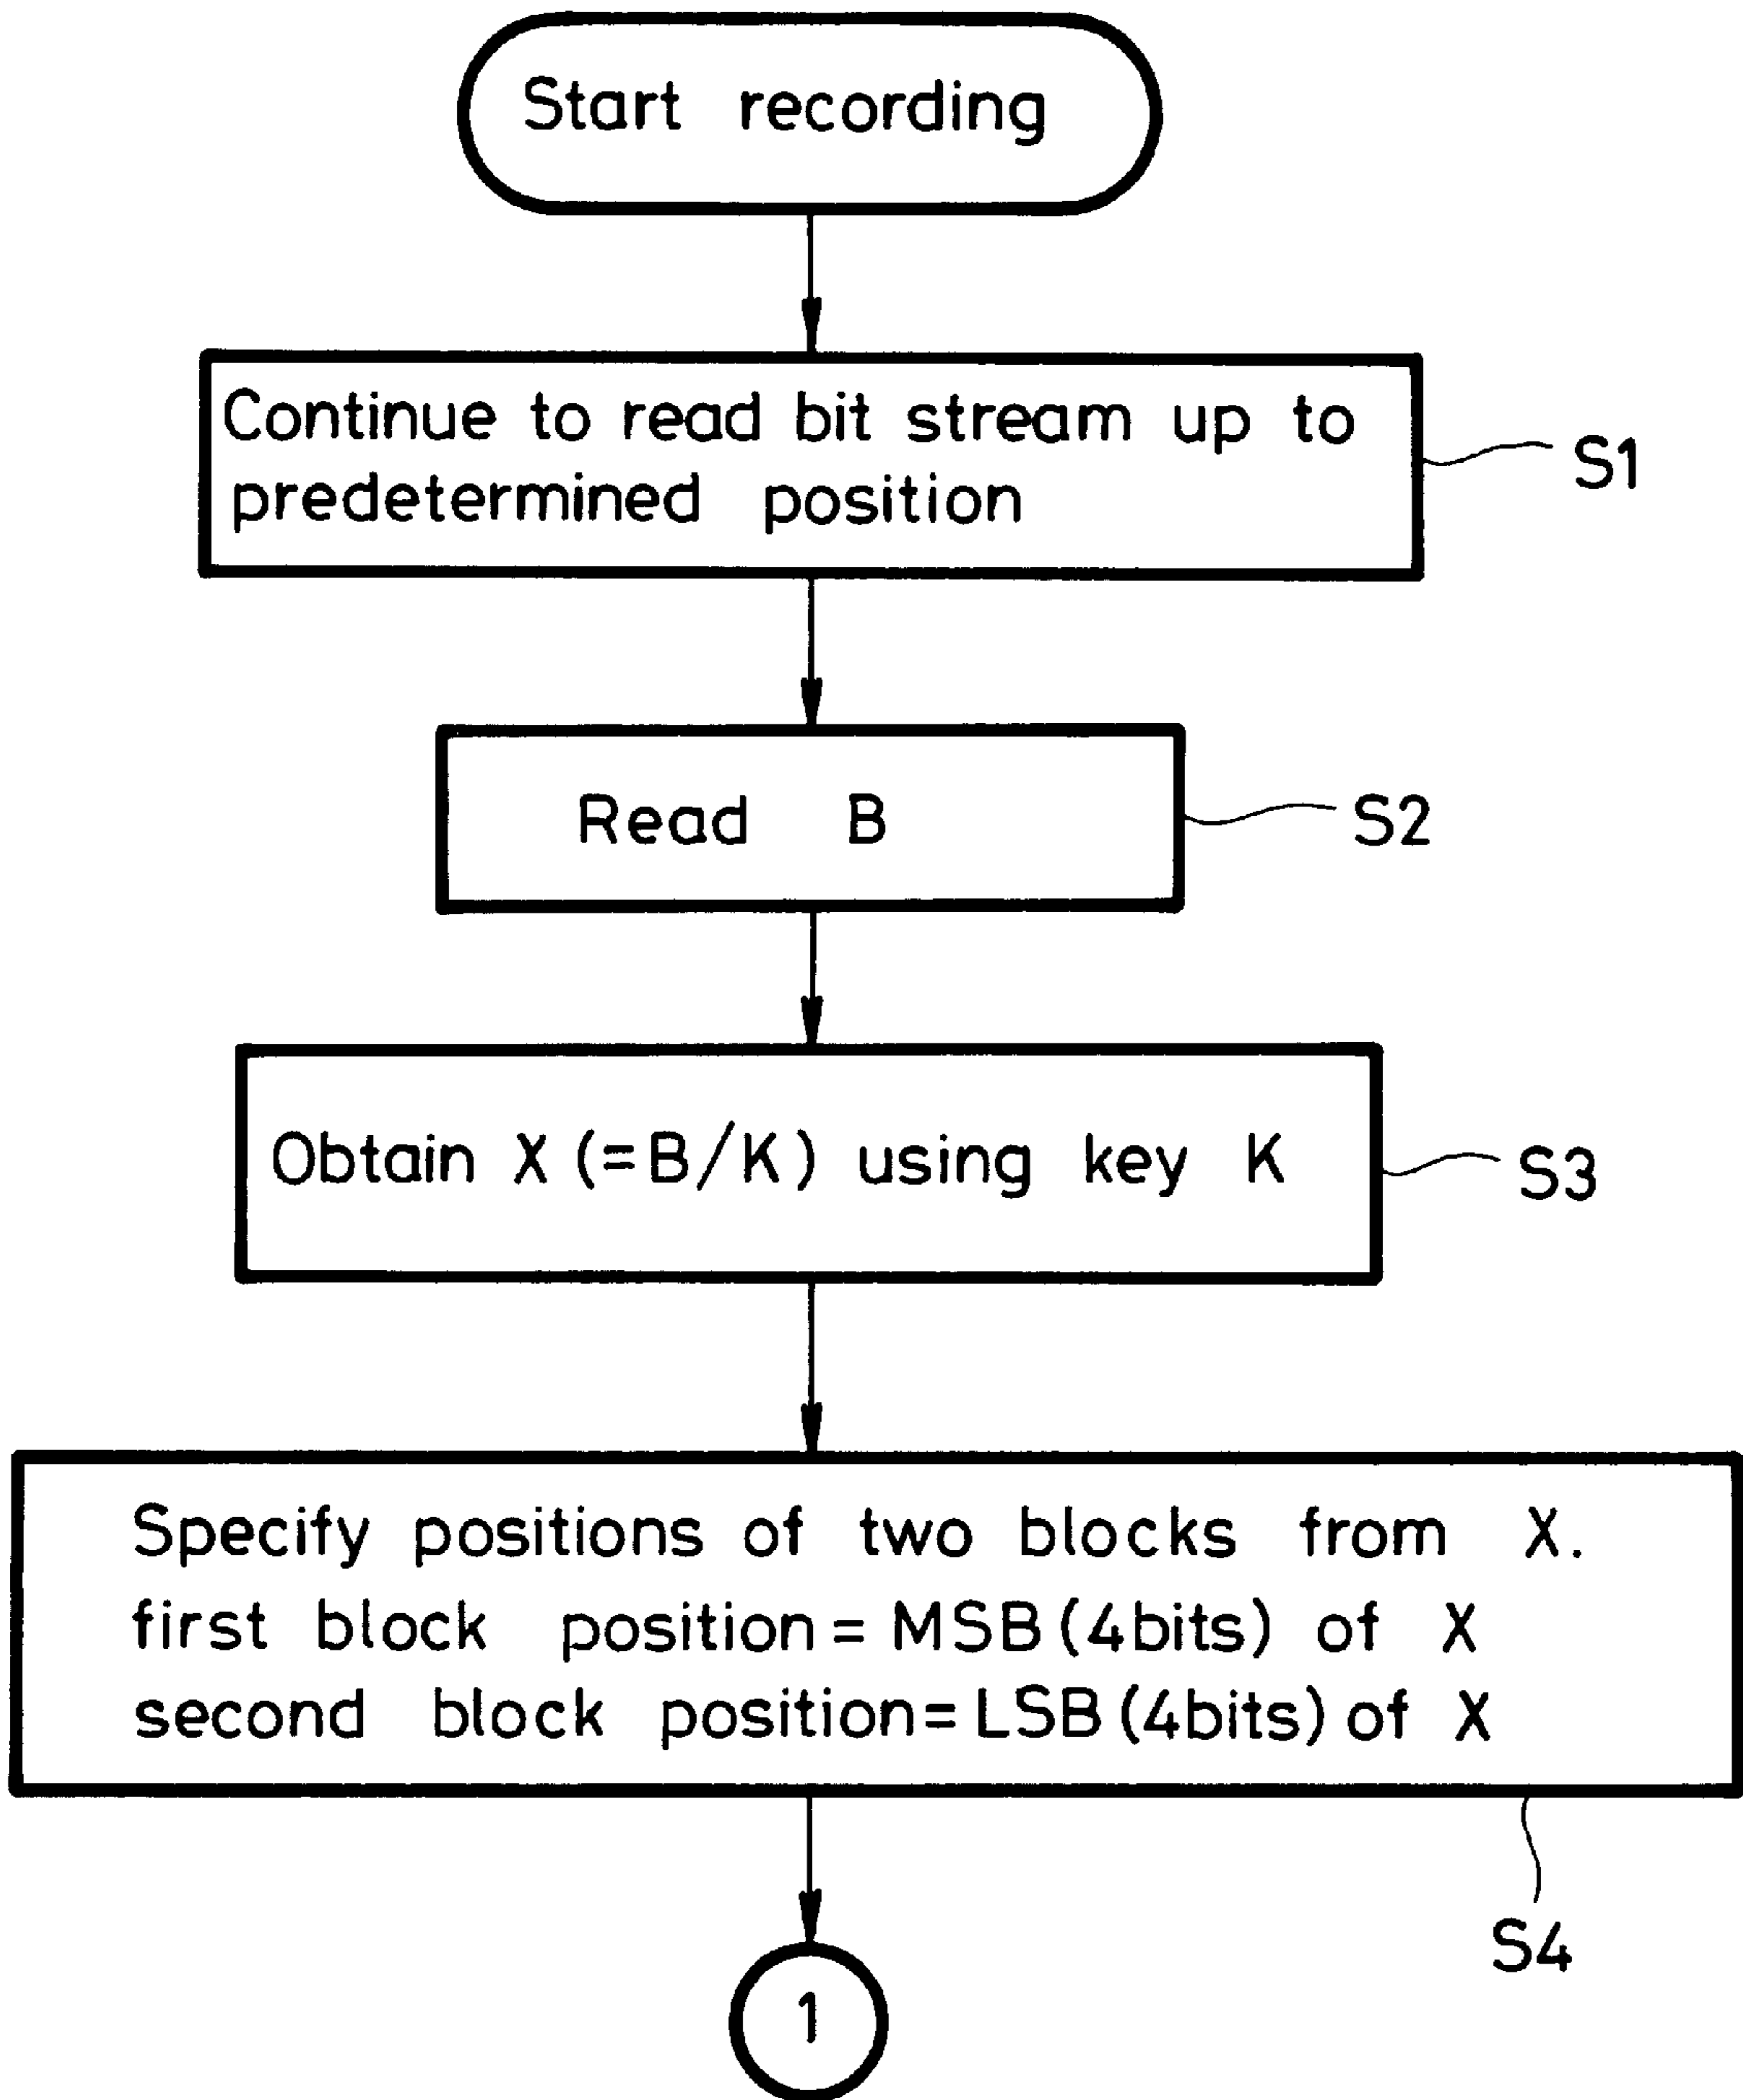 Start recording
Continue to read bit stream up to
predetermined position
S1
Read B
S2
Obtain X (=B/K) using key K
S3
Specify positions of two blocks from X.
first block position = MSB (4bits) of X
second block position = LSB (4bits) of X
S4
1